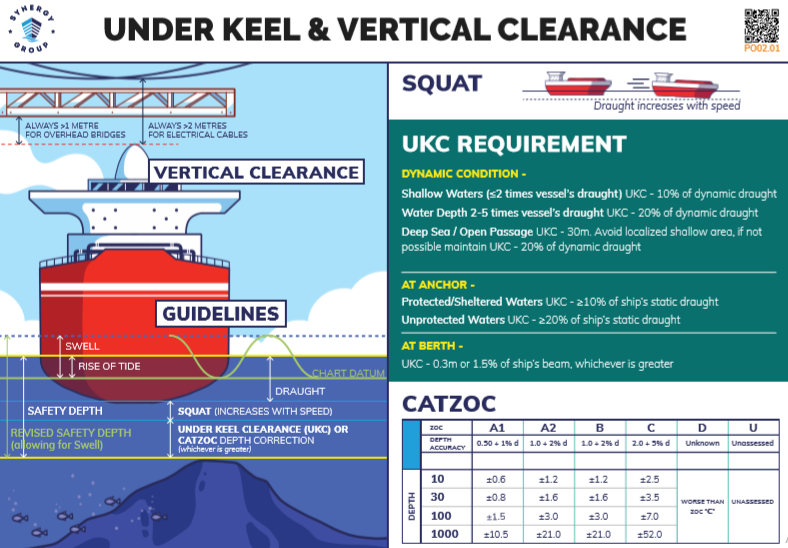 SYNERGY GROUP
UNDER KEEL & VERTICAL CLEARANCE
PO02.01
ALWAYS >1 METRE
FOR OVERHEAD BRIDGES
ALWAYS >2 METRES
FOR ELECTRICAL CABLES
VERTICAL CLEARANCE
GUIDELINES
SWELL
RISE OF TIDE
CHART DATUM
DRAUGHT
SAFETY DEPTH
SQUAT (INCREASES WITH SPEED)
REVISED SAFETY DEPTH
(allowing for Swell)
UNDER KEEL CLEARANCE (UKC) OR
CATZOC DEPTH CORRECTION
(whichever is greater)
SQUAT
Draught increases with speed
UKC REQUIREMENT
DYNAMIC CONDITION -
Shallow Waters (≤2 times vessel's draught) UKC - 10% of dynamic draught
Water Depth 2-5 times vessel's draught UKC - 20% of dynamic draught
Deep Sea / Open Passage UKC - 30m. Avoid localized shallow area, if not
possible maintain UKC - 20% of dynamic draught
AT ANCHOR -
Protected/Sheltered Waters UKC - ≥10% of ship's static draught
Unprotected Waters UKC - ≥20% of ship's static draught
AT BERTH -
UKC - 0.3m or 1.5% of ship's beam, whichever is greater
CATZOC
ZOC A1 A2 B C D U
DEPTH
ACCURACY 0.50 + 1% d 1.0 + 2% d 1.0 + 2% d 2.0 + 5% d Unknown Unassessed
DEPTH
10 ±0.6 ±1.2 ±1.2 ±2.5
30 ±0.8 ±1.6 ±1.6 ±3.5
WORSE THAN
ZOC "C"
UNASSESSED
100 ±1.5 ±3.0 ±3.0 ±7.0
1000 ±10.5 ±21.0 ±21.0 ±52.0